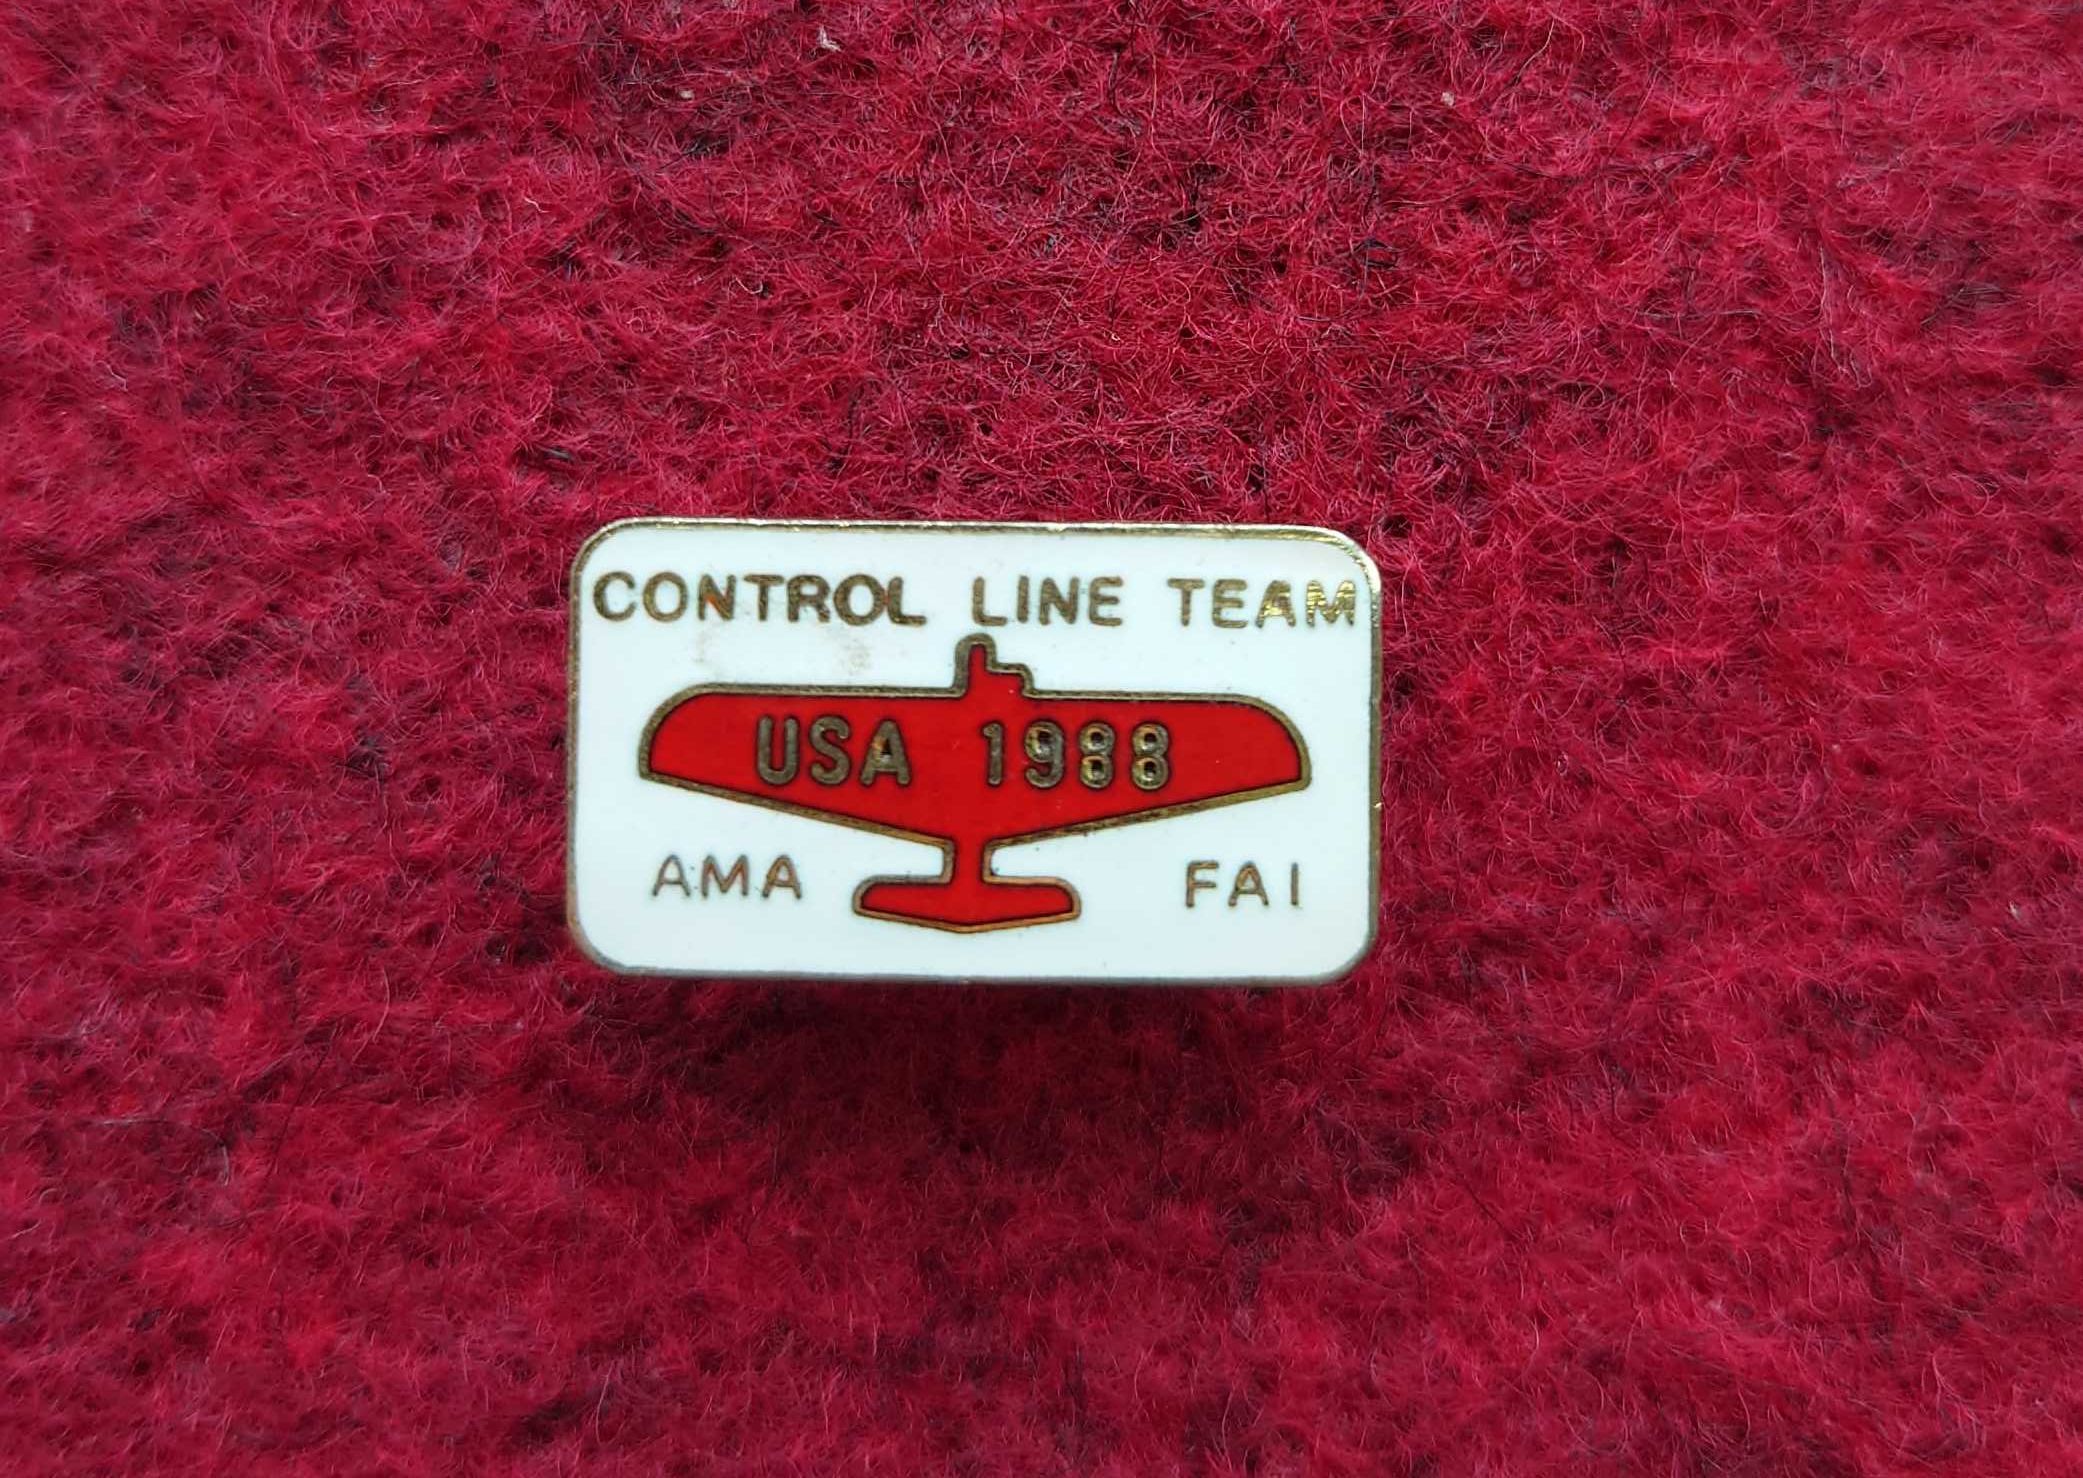 CONTROL LINE TEAM
USA 1988
AMA FAI